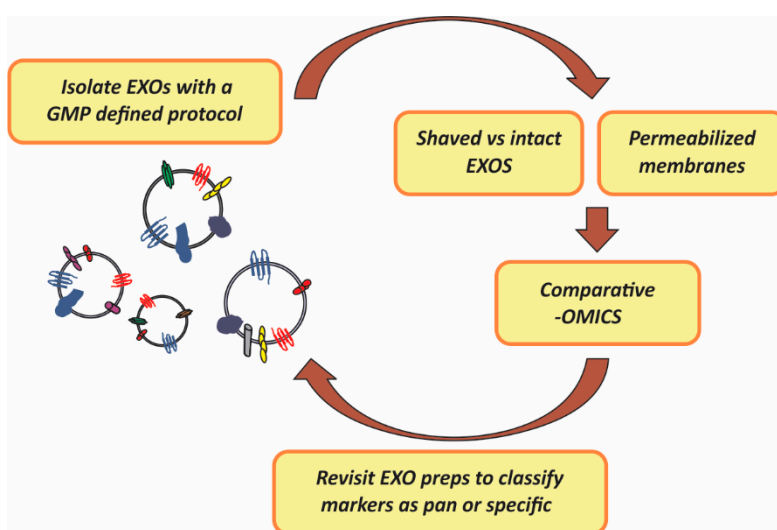 Isolate EXOs with a
GMP defined protocol
Shaved vs intact
EXOS
Permeabilized
membranes
Comparative
-OMICS
Revisit EXO preps to classify
markers as pan or specific